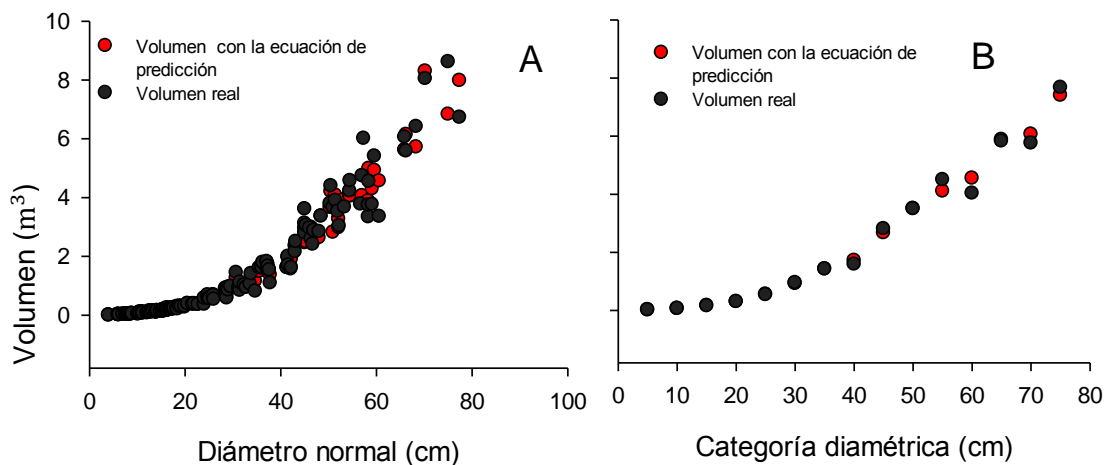 10
8
6
4
2
0
Volumen (m³)
Volumen con la ecuación de
predicción
Volumen real
A
0 20 40 60 80 100
Diámetro normal (cm)
Volumen con la ecuación de
predicción
Volumen real
B
0 10 20 30 40 50 60 70 80
Categoría diamétrica (cm)